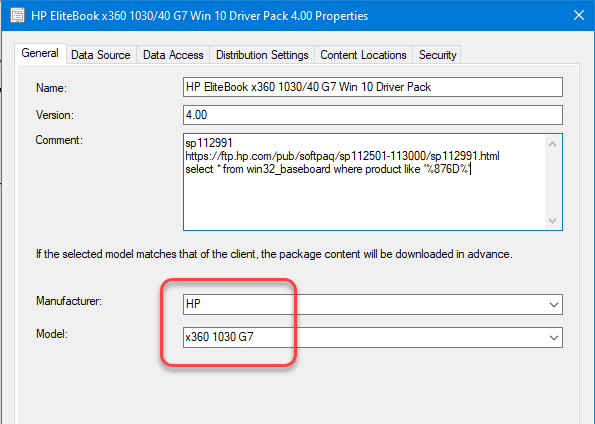 HP EliteBook x360 1030/40 G7 Win 10 Driver Pack 4.00 Properties
General Data Source Data Access Distribution Settings Content Locations Security
Name: HP EliteBook x360 1030/40 G7 Win 10 Driver Pack
Version: 4.00
Comment: sp112991
https://ftp.hp.com/pub/softpaq/sp112501-113000/sp112991.html
select * from win32_baseboard where product like '%876D%'
If the selected model matches that of the client, the package content will be downloaded in advance.
Manufacturer: HP
Model: x360 1030 G7